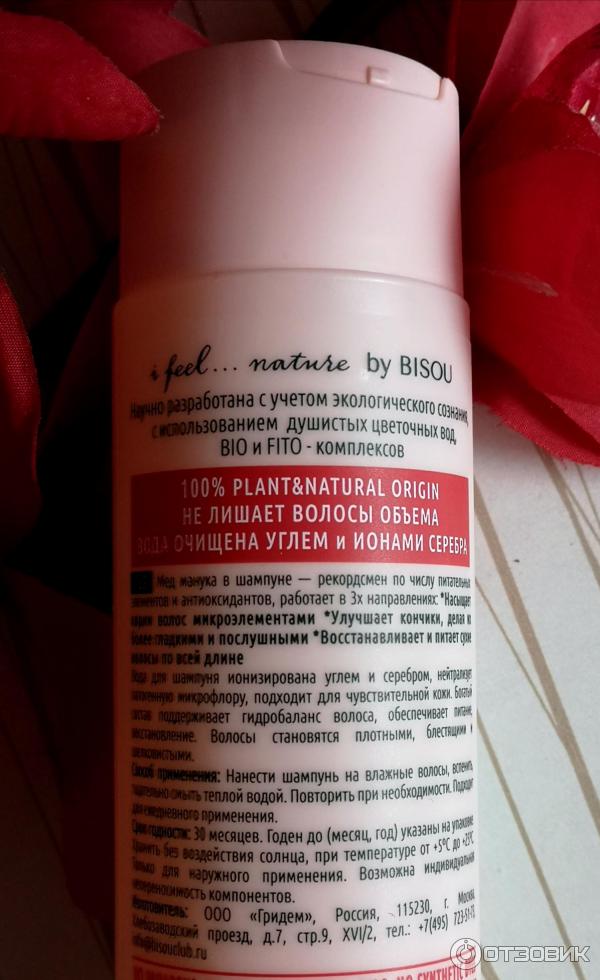 i feel... nature by BISOU
Научно разработана с учетом экологического сознания,
с использованием душистых цветочных вод,
BIO и FITO - комплексов
100% PLANT&NATURAL ORIGIN
НЕ ЛИШАЕТ ВОЛОСЫ ОБЪЕМА
ВОДА ОЧИЩЕНА УГЛЕМ и ИОНАМИ СЕРЕБРА
Мед манука в шампуне — рекордсмен по числу питательных
элементов и антиоксидантов, работает в 3х направлениях: *Насыщает
корни волос микроэлементами *Улучшает кончики, делая их
более гладкими и послушными *Восстанавливает и питает сухие
волосы по всей длине
Вода для шампуня ионизирована углем и серебром, нейтрализует
патогенную микрофлору, подходит для чувствительной кожи. Богатый
состав поддерживает гидробаланс волоса, обеспечивает питание,
восстановление. Волосы становятся плотными, блестящими и
шелковистыми.
Способ применения: Нанести шампунь на влажные волосы, вспенить,
тщательно смыть теплой водой. Повторить при необходимости. Подходит
для ежедневного применения.
Срок годности: 30 месяцев. Годен до (месяц, год) указаны на упаковке.
Хранить без воздействия солнца, при температуре от +5°C до +25°C
Только для наружного применения. Возможна индивидуальная
непереносимость компонентов.
Изготовитель: ООО «Гридем», Россия, 115230, г. Москва,
Хлебозаводский проезд, д.7, стр.9, XVI/2, тел.: +7(495)
info@bisouclub.ru
ОТЗОВИК